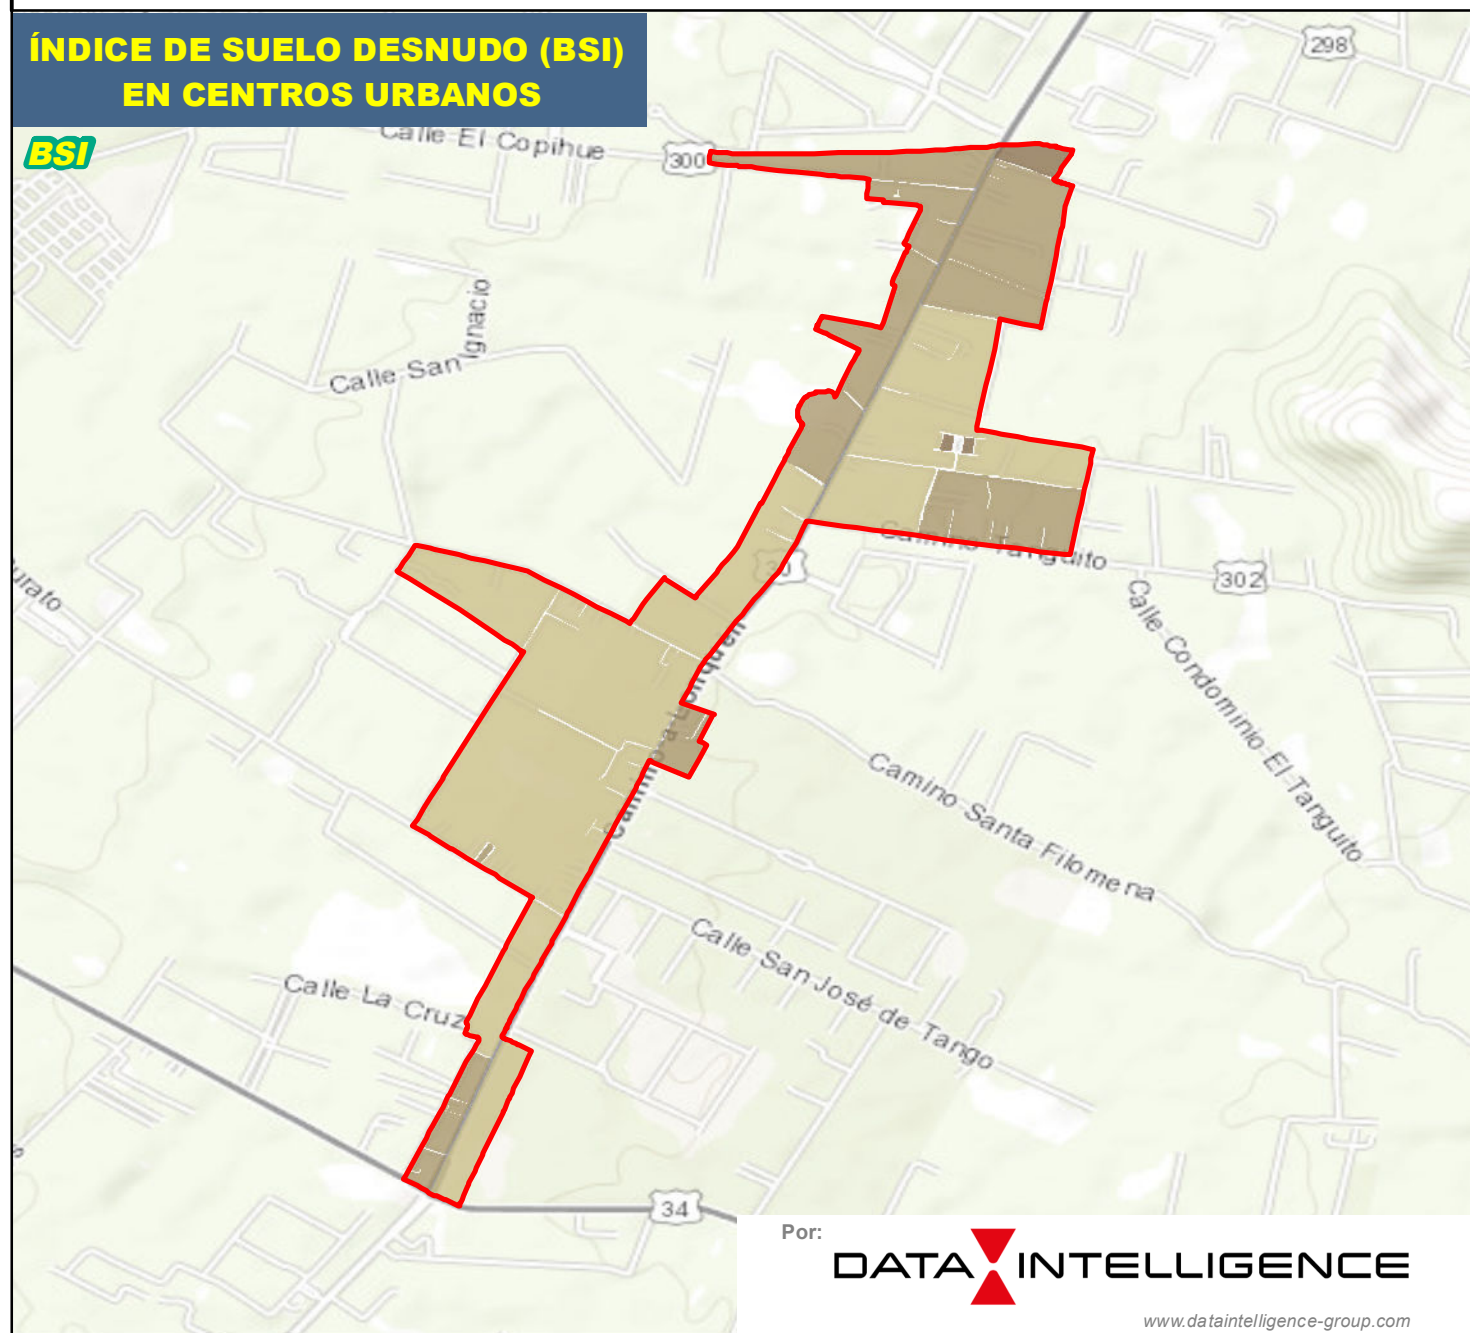 ÍNDICE DE SUELO DESNUDO (BSI)
EN CENTROS URBANOS
BSI
298
Calle El Copihue
300
Calle San Ignacio
Camino Tanguito
302
Calle Condominio El Tanguito
Camino Santa Filomena
Calle San José de Tango
Calle La Cruz
34
Por:
DATA INTELLIGENCE
www.dataintelligence-group.com